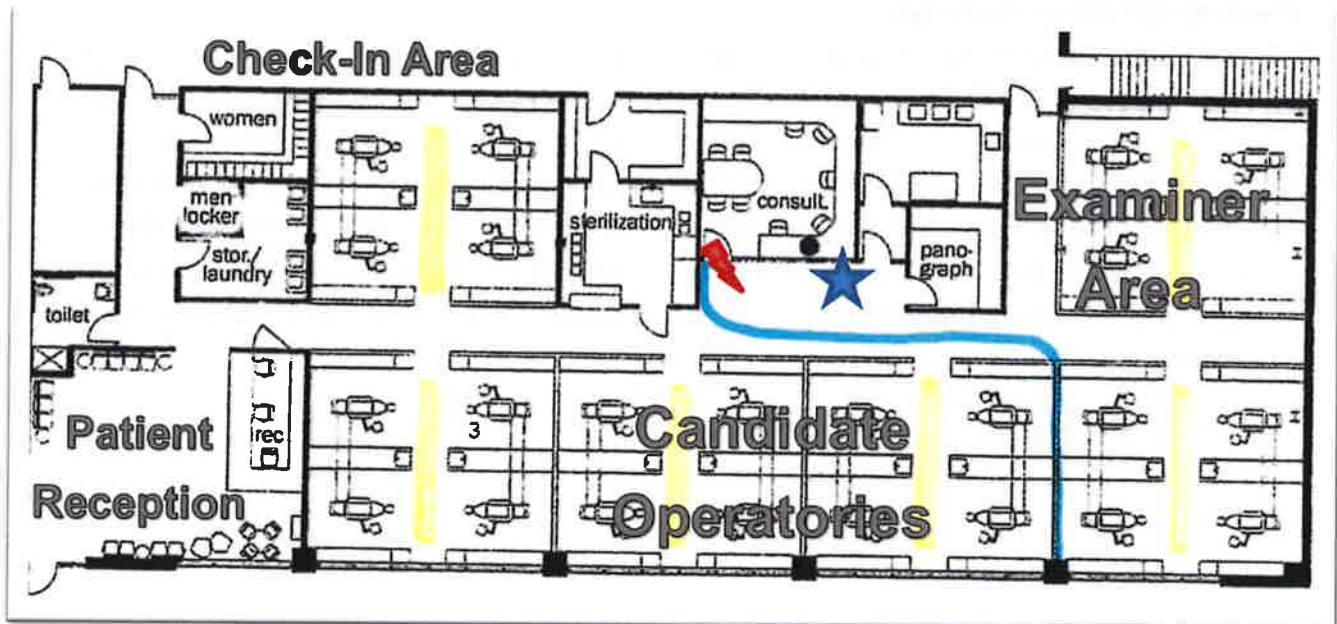 Check-In Area
women
men
locker
stor./
laundry
sterilization
consult.
pano-
graph
Examiner
Area
toilet
Patient
Reception
rec
3
Candidate
Operatories